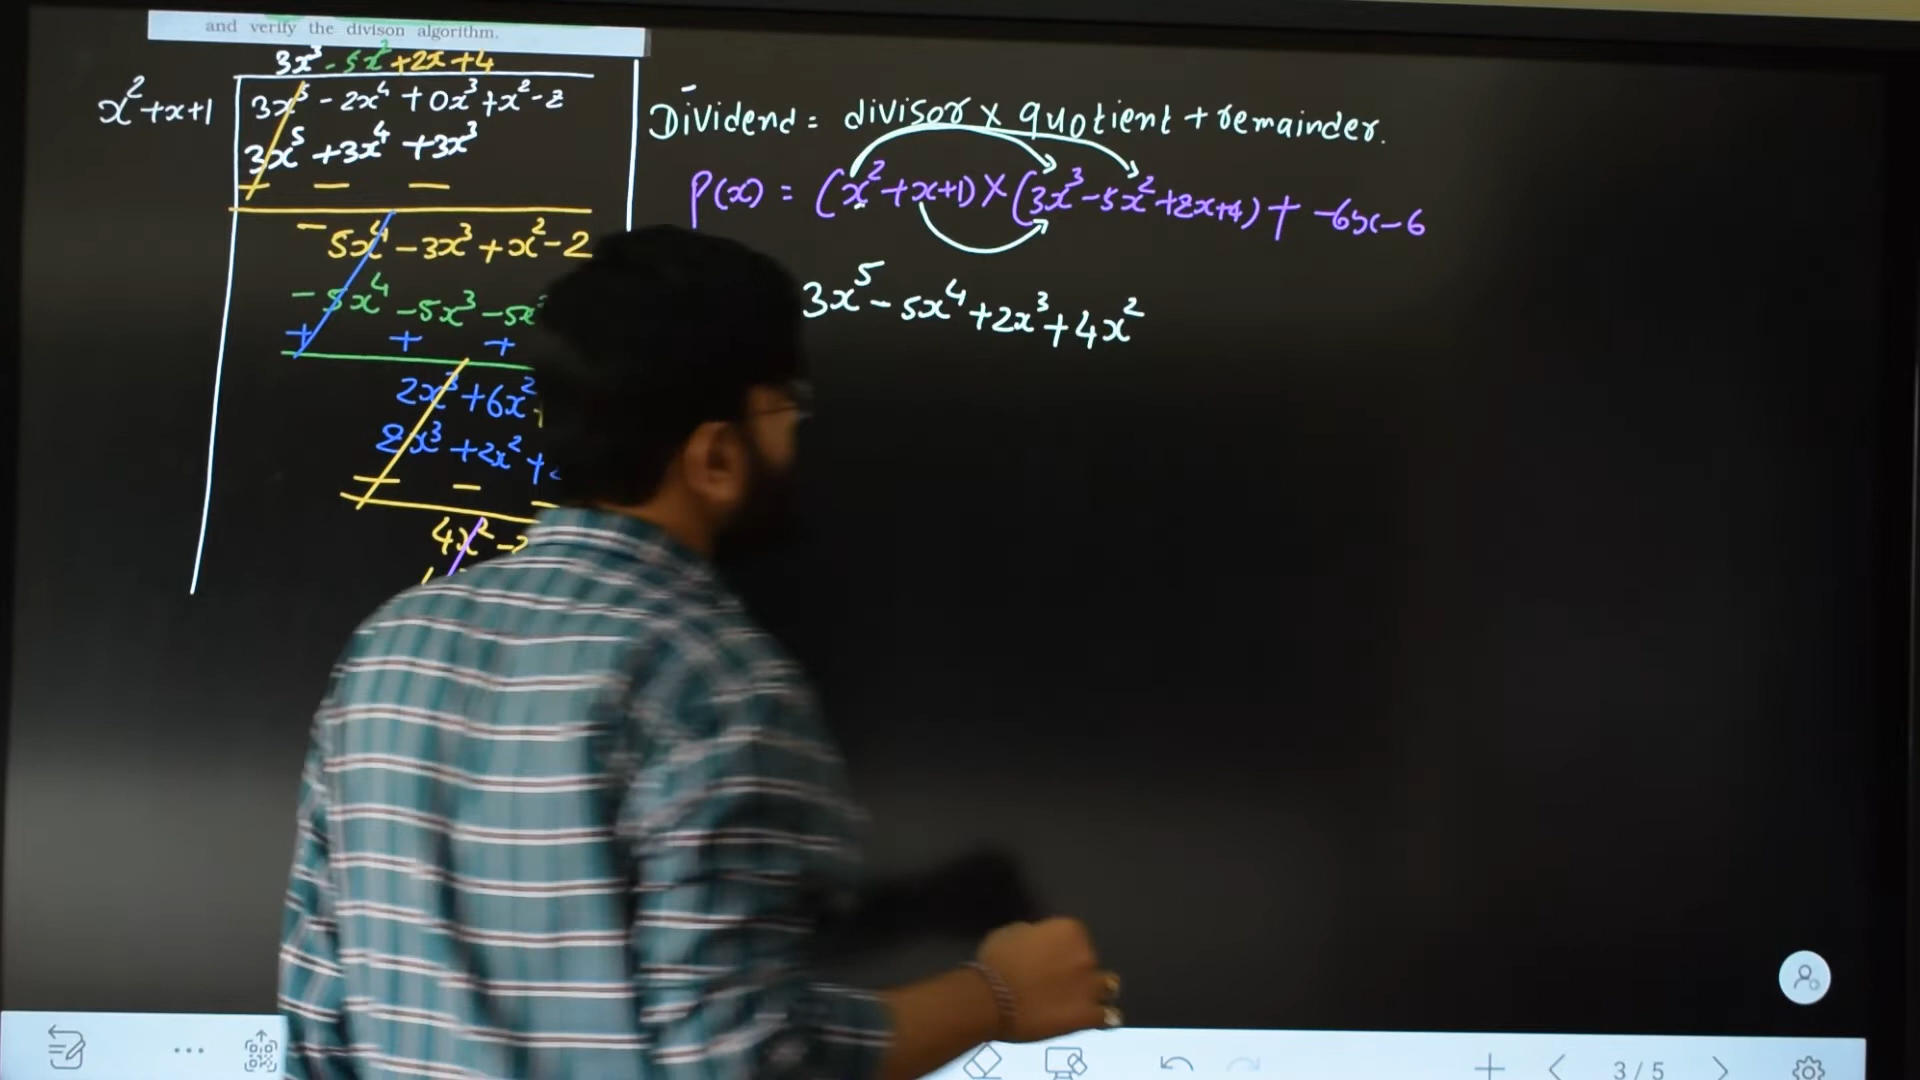 and verify the divison algorithm.
3x³ - 5x² + 2x + 4
x² + x + 1
3x⁵ - 2x⁴ + 0x³ + x² - 2
3x⁵ + 3x⁴ + 3x³
— — —
- 5x⁴ - 3x³ + x² - 2
- 5x⁴ - 5x³ - 5x²
+ + +
2x³ + 6x²
2x³ + 2x² +
— — —
4x² -
Dividend = divisor × quotient + remainder.
P(x) = (x² + x + 1) × (3x³ - 5x² + 2x + 4) + -6x - 6
3x⁵ - 5x⁴ + 2x³ + 4x²
3 / 5